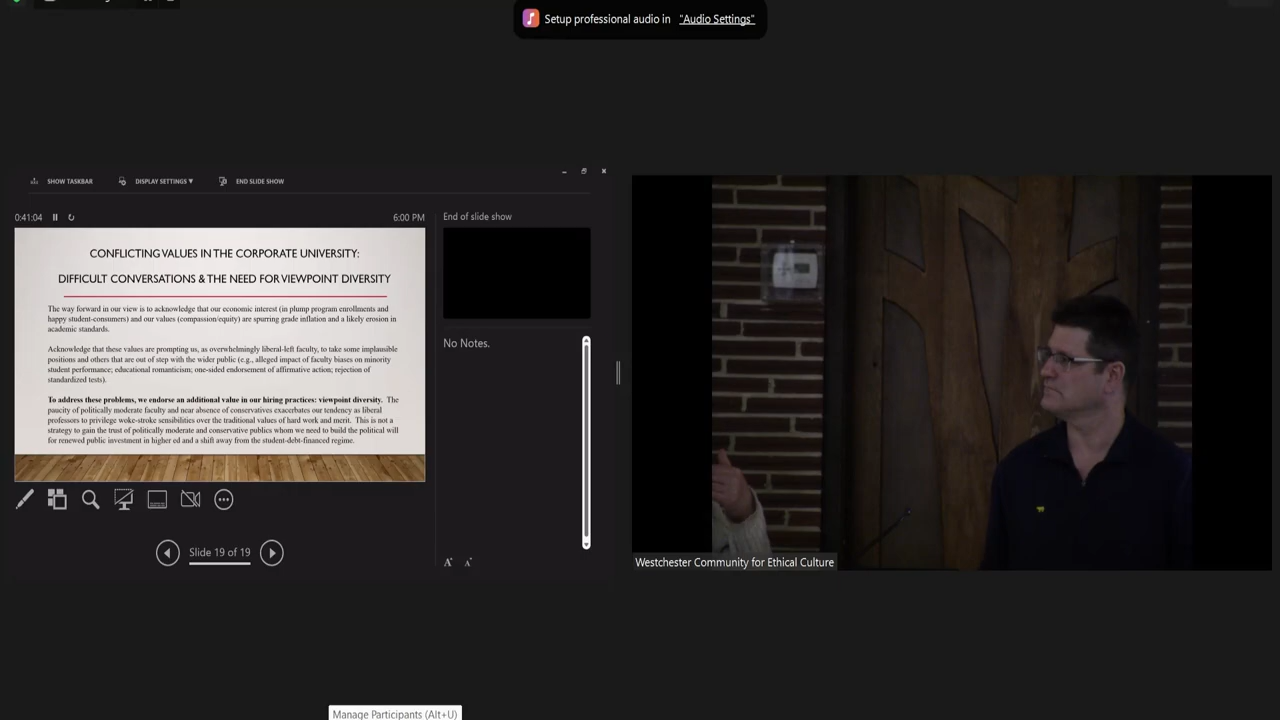 Setup professional audio in "Audio Settings"
SHOW TASKBAR
DISPLAY SETTINGS ▼
END SLIDE SHOW
0:41:04
6:00 PM
End of slide show
CONFLICTING VALUES IN THE CORPORATE UNIVERSITY:
DIFFICULT CONVERSATIONS & THE NEED FOR VIEWPOINT DIVERSITY
The way forward in our view is to acknowledge that our economic interest (in plump program enrollments and
happy student-consumers) and our values (compassion/equity) are spurring grade inflation and a likely erosion in
academic standards.
Acknowledge that these values are prompting us, as overwhelmingly liberal-left faculty, to take some implausible
positions and others that are out of step with the wider public (e.g., alleged impact of faculty biases on minority
student performance; educational romanticism; one-sided endorsement of affirmative action; rejection of
standardized tests).
To address these problems, we endorse an additional value in our hiring practices: viewpoint diversity. The
paucity of politically moderate faculty and near absence of conservatives exacerbates our tendency as liberal
professors to privilege woke-stroke sensibilities over the traditional values of hard work and merit. This is not a
strategy to gain the trust of politically moderate and conservative publics whom we need to build the political will
for renewed public investment in higher ed and a shift away from the student-debt-financed regime.
No Notes.
Slide 19 of 19
A
A
Westchester Community for Ethical Culture
Manage Participants (Alt+U)